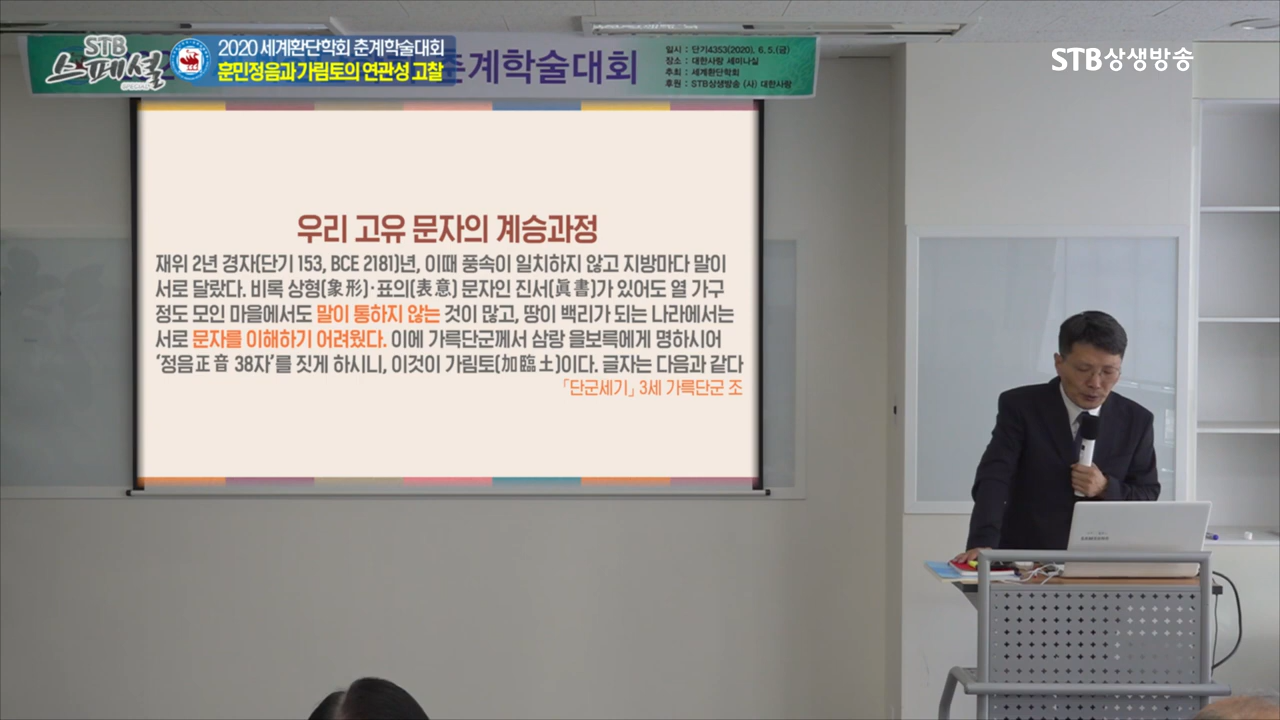 STB 스페셜
SPECIAL
2020 세계환단학회 춘계학술대회
훈민정음과 가림토의 연관성 고찰
춘계학술대회
일시 : 단기4353(2020). 6. 5.(금)
장소 : 대한사랑 세미나실
주최 : 세계환단학회
후원 : STB상생방송 (사) 대한사랑
STB상생방송
우리 고유 문자의 계승과정
재위 2년 경자(단기 153, BCE 2181)년, 이때 풍속이 일치하지 않고 지방마다 말이
서로 달랐다. 비록 상형(象形)·표의(表意) 문자인 진서(眞書)가 있어도 열 가구
정도 모인 마을에서도 말이 통하지 않는 것이 많고, 땅이 백리가 되는 나라에서는
서로 문자를 이해하기 어려웠다. 이에 가륵단군께서 삼랑 을보륵에게 명하시어
‘정음正音 38자’를 짓게 하시니, 이것이 가림토(加臨土)이다. 글자는 다음과 같다
「단군세기」 3세 가륵단군 조